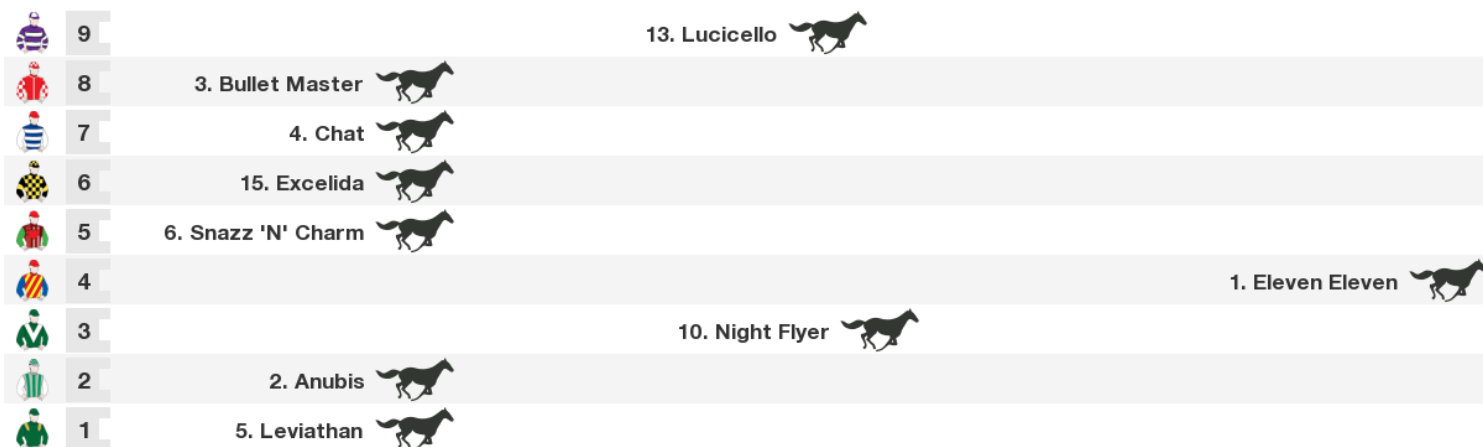 9 13. Lucicello
8 3. Bullet Master
7 4. Chat
6 15. Excelida
5 6. Snazz 'N' Charm
4 1. Eleven Eleven
3 10. Night Flyer
2 2. Anubis
1 5. Leviathan